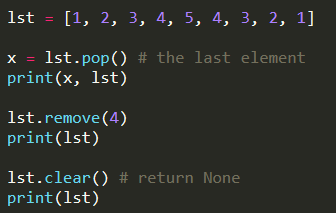 lst = [1, 2, 3, 4, 5, 4, 3, 2, 1]
x = lst.pop() # the last element
print(x, lst)
lst.remove(4)
print(lst)
lst.clear() # return None
print(lst)